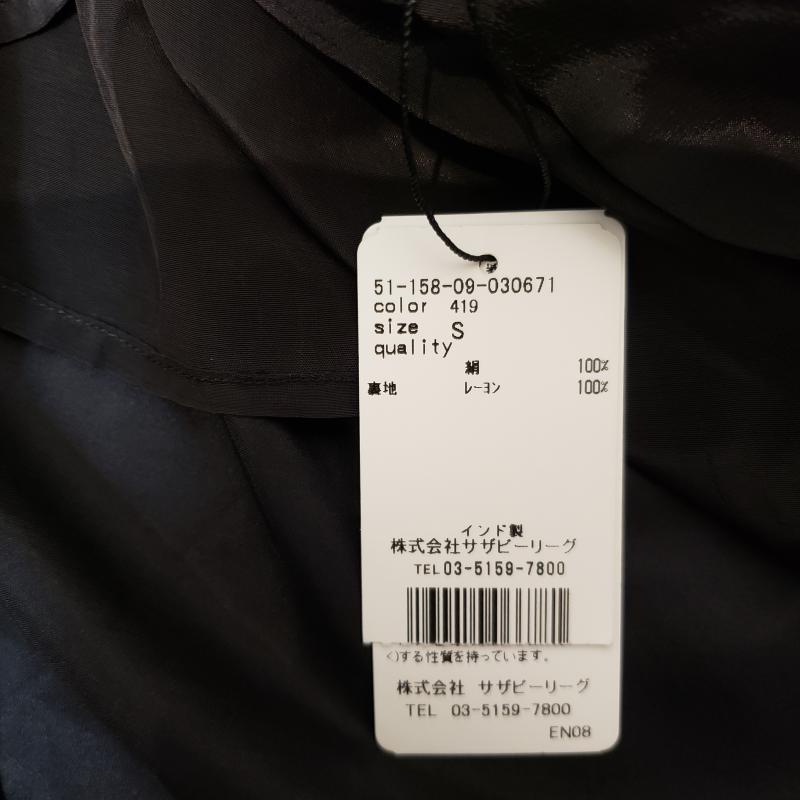 51-158-09-030671
color 419
size S
quality
絹 100%
裏地 レーヨン 100%
インド製
株式会社サザビーリーグ
TEL 03-5159-7800
する性質を持っています。
株式会社 サザビーリーグ
TEL 03-5159-7800
EN08